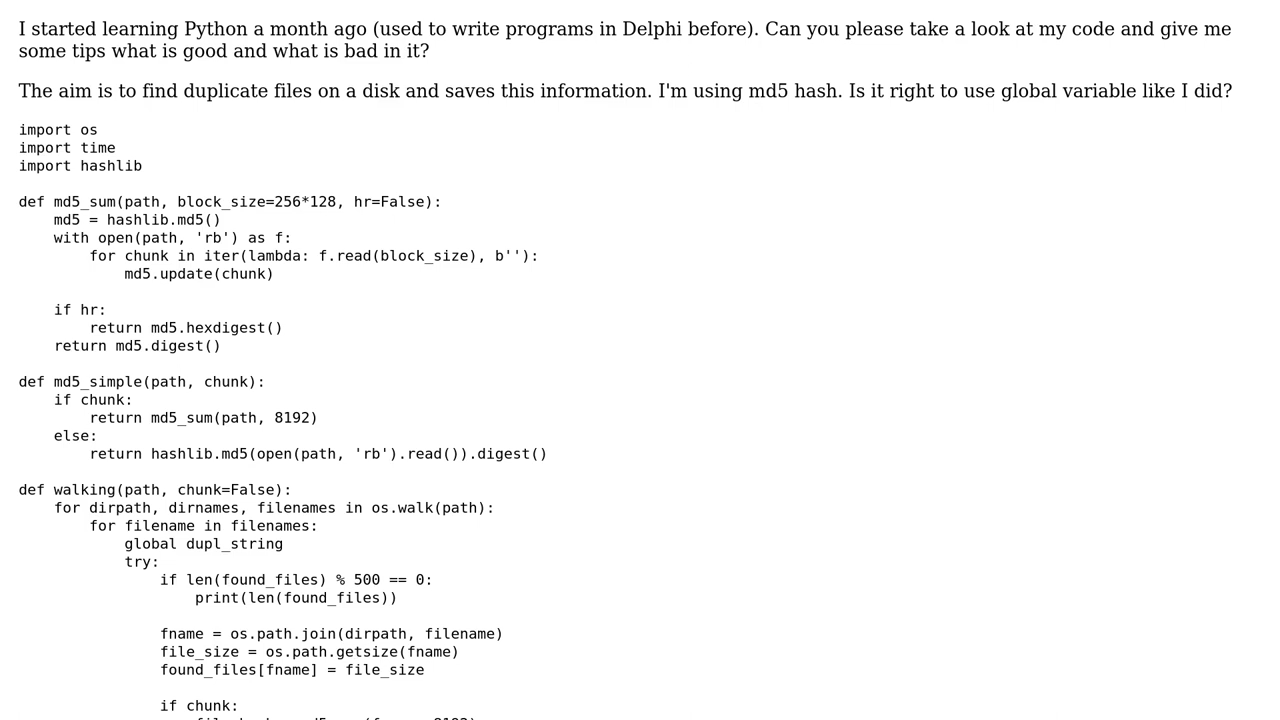 I started learning Python a month ago (used to write programs in Delphi before). Can you please take a look at my code and give me
some tips what is good and what is bad in it?
The aim is to find duplicate files on a disk and saves this information. I'm using md5 hash. Is it right to use global variable like I did?
import os
import time
import hashlib
def md5_sum(path, block_size=256*128, hr=False):
    md5 = hashlib.md5()
    with open(path, 'rb') as f:
        for chunk in iter(lambda: f.read(block_size), b''):
            md5.update(chunk)
    if hr:
        return md5.hexdigest()
    return md5.digest()
def md5_simple(path, chunk):
    if chunk:
        return md5_sum(path, 8192)
    else:
        return hashlib.md5(open(path, 'rb').read()).digest()
def walking(path, chunk=False):
    for dirpath, dirnames, filenames in os.walk(path):
        for filename in filenames:
            global dupl_string
            try:
                if len(found_files) % 500 == 0:
                    print(len(found_files))
                fname = os.path.join(dirpath, filename)
                file_size = os.path.getsize(fname)
                found_files[fname] = file_size
                if chunk: